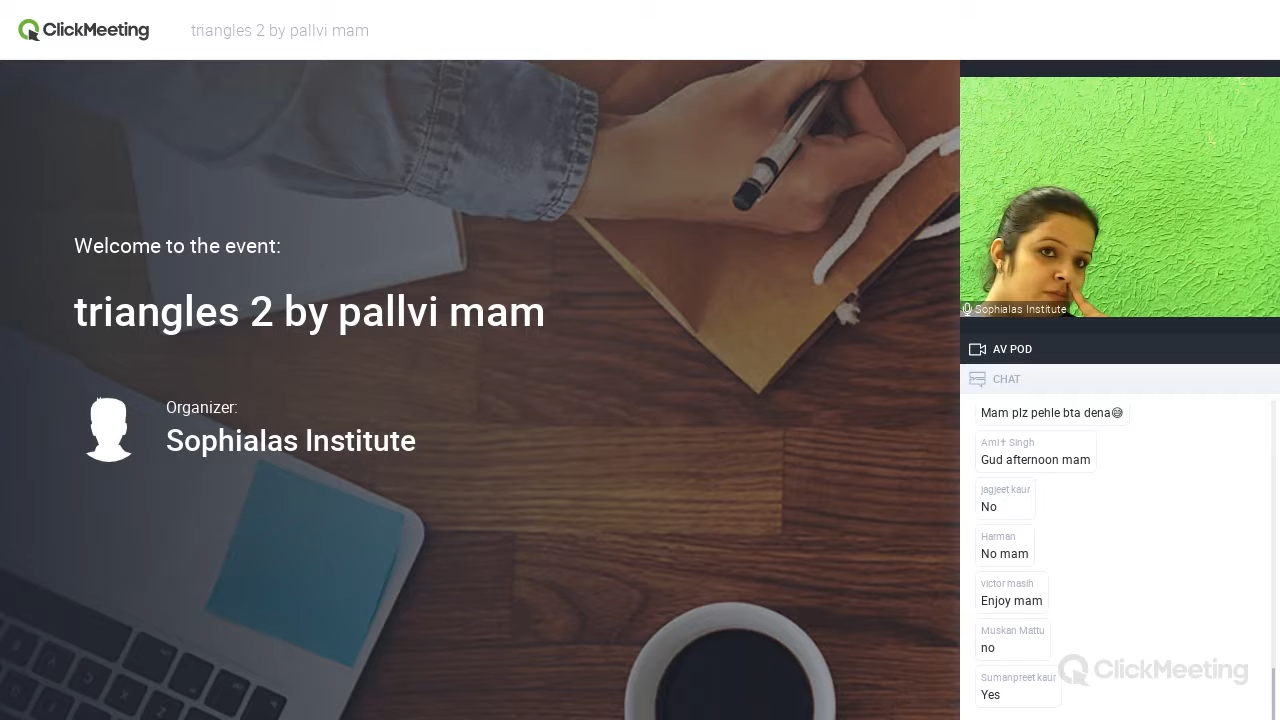 ClickMeeting
triangles 2 by pallvi mam
Welcome to the event:
triangles 2 by pallvi mam
Organizer:
Sophialas Institute
Sophialas Institute
AV POD
CHAT
Mam plz pehle bta dena😅
Ami✝ Singh
Gud afternoon mam
jagjeet kaur
No
Harman
No mam
victor masih
Enjoy mam
Muskan Mattu
no
Sumanpreet kaur
Yes
ClickMeeting